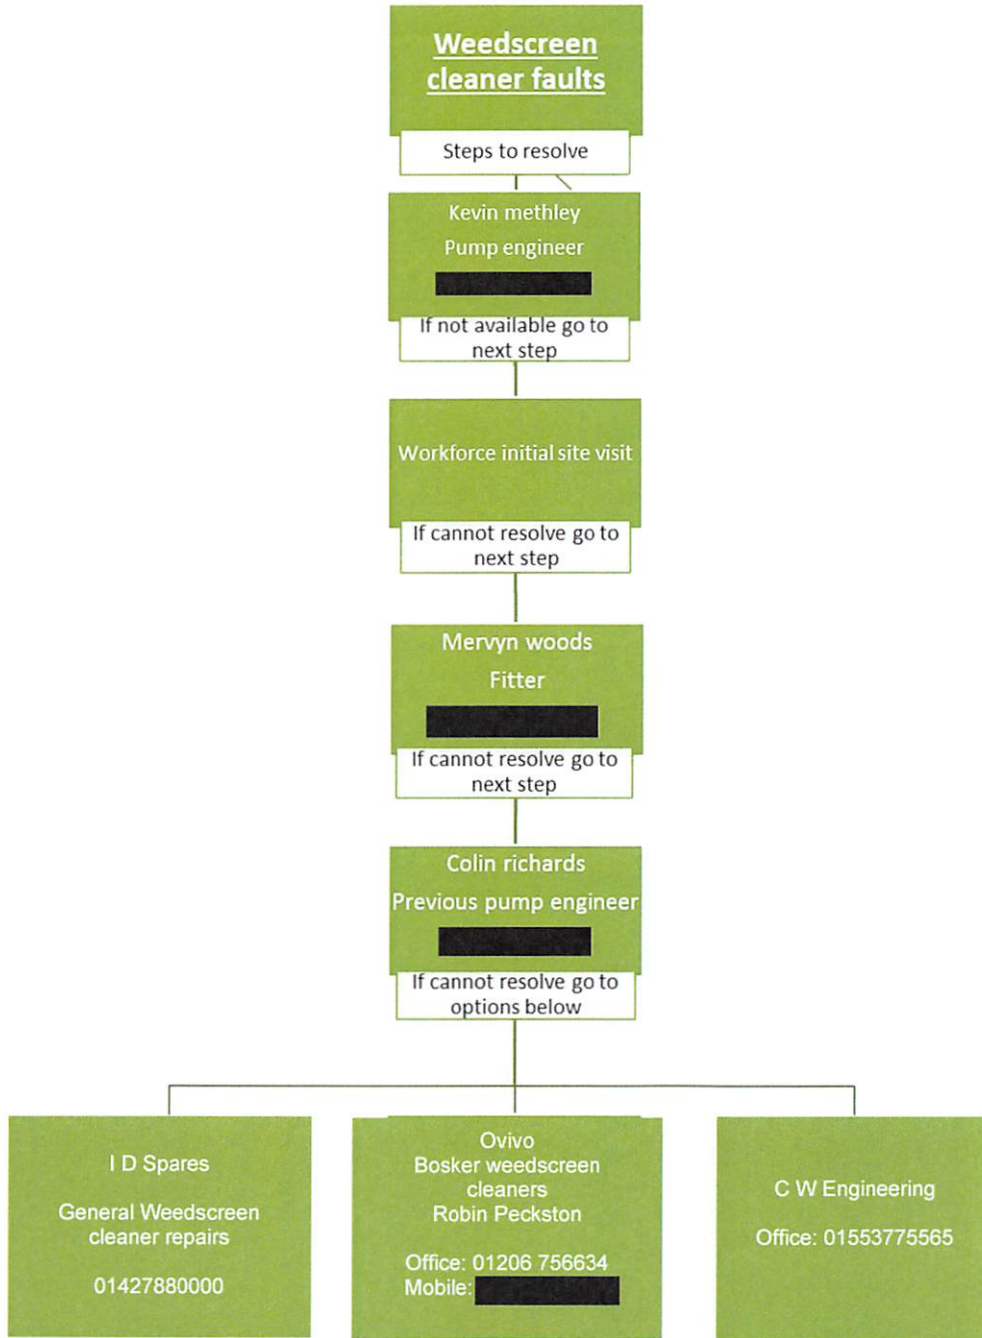 Weedscreen
cleaner faults
Steps to resolve
Kevin methley
Pump engineer
If not available go to
next step
Workforce initial site visit
If cannot resolve go to
next step
Mervyn woods
Fitter
If cannot resolve go to
next step
Colin richards
Previous pump engineer
If cannot resolve go to
options below
I D Spares
General Weedscreen
cleaner repairs
01427880000
Ovivo
Bosker weedscreen
cleaners
Robin Peckston
Office: 01206 756634
Mobile:
C W Engineering
Office: 01553775565